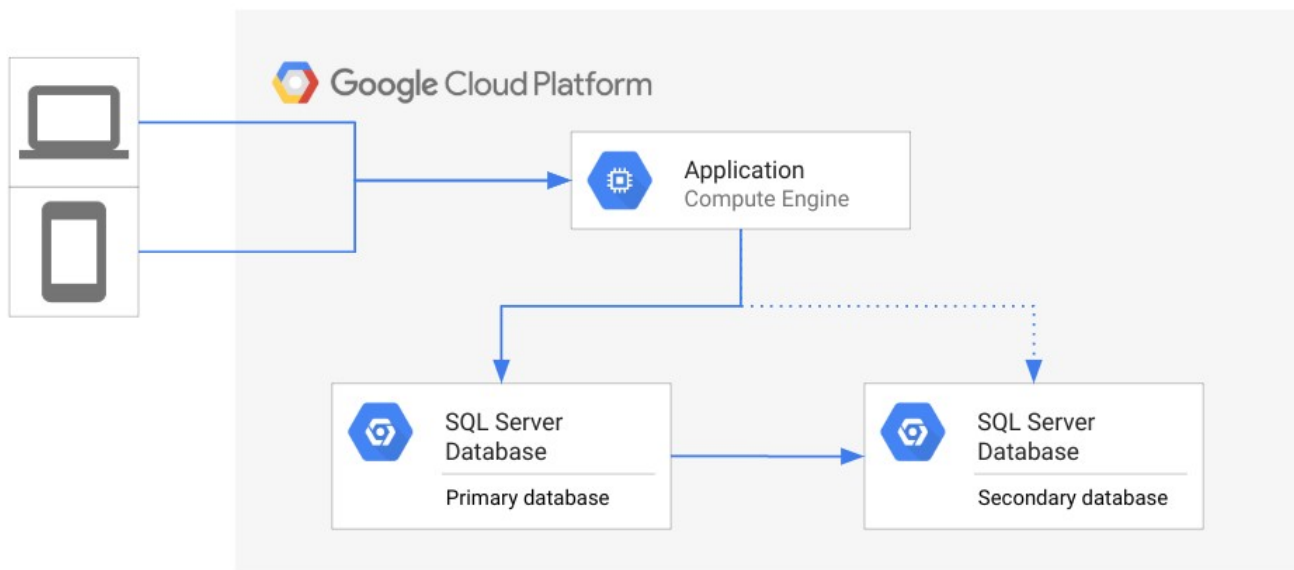 Google Cloud Platform
Application
Compute Engine
SQL Server
Database
Primary database
SQL Server
Database
Secondary database